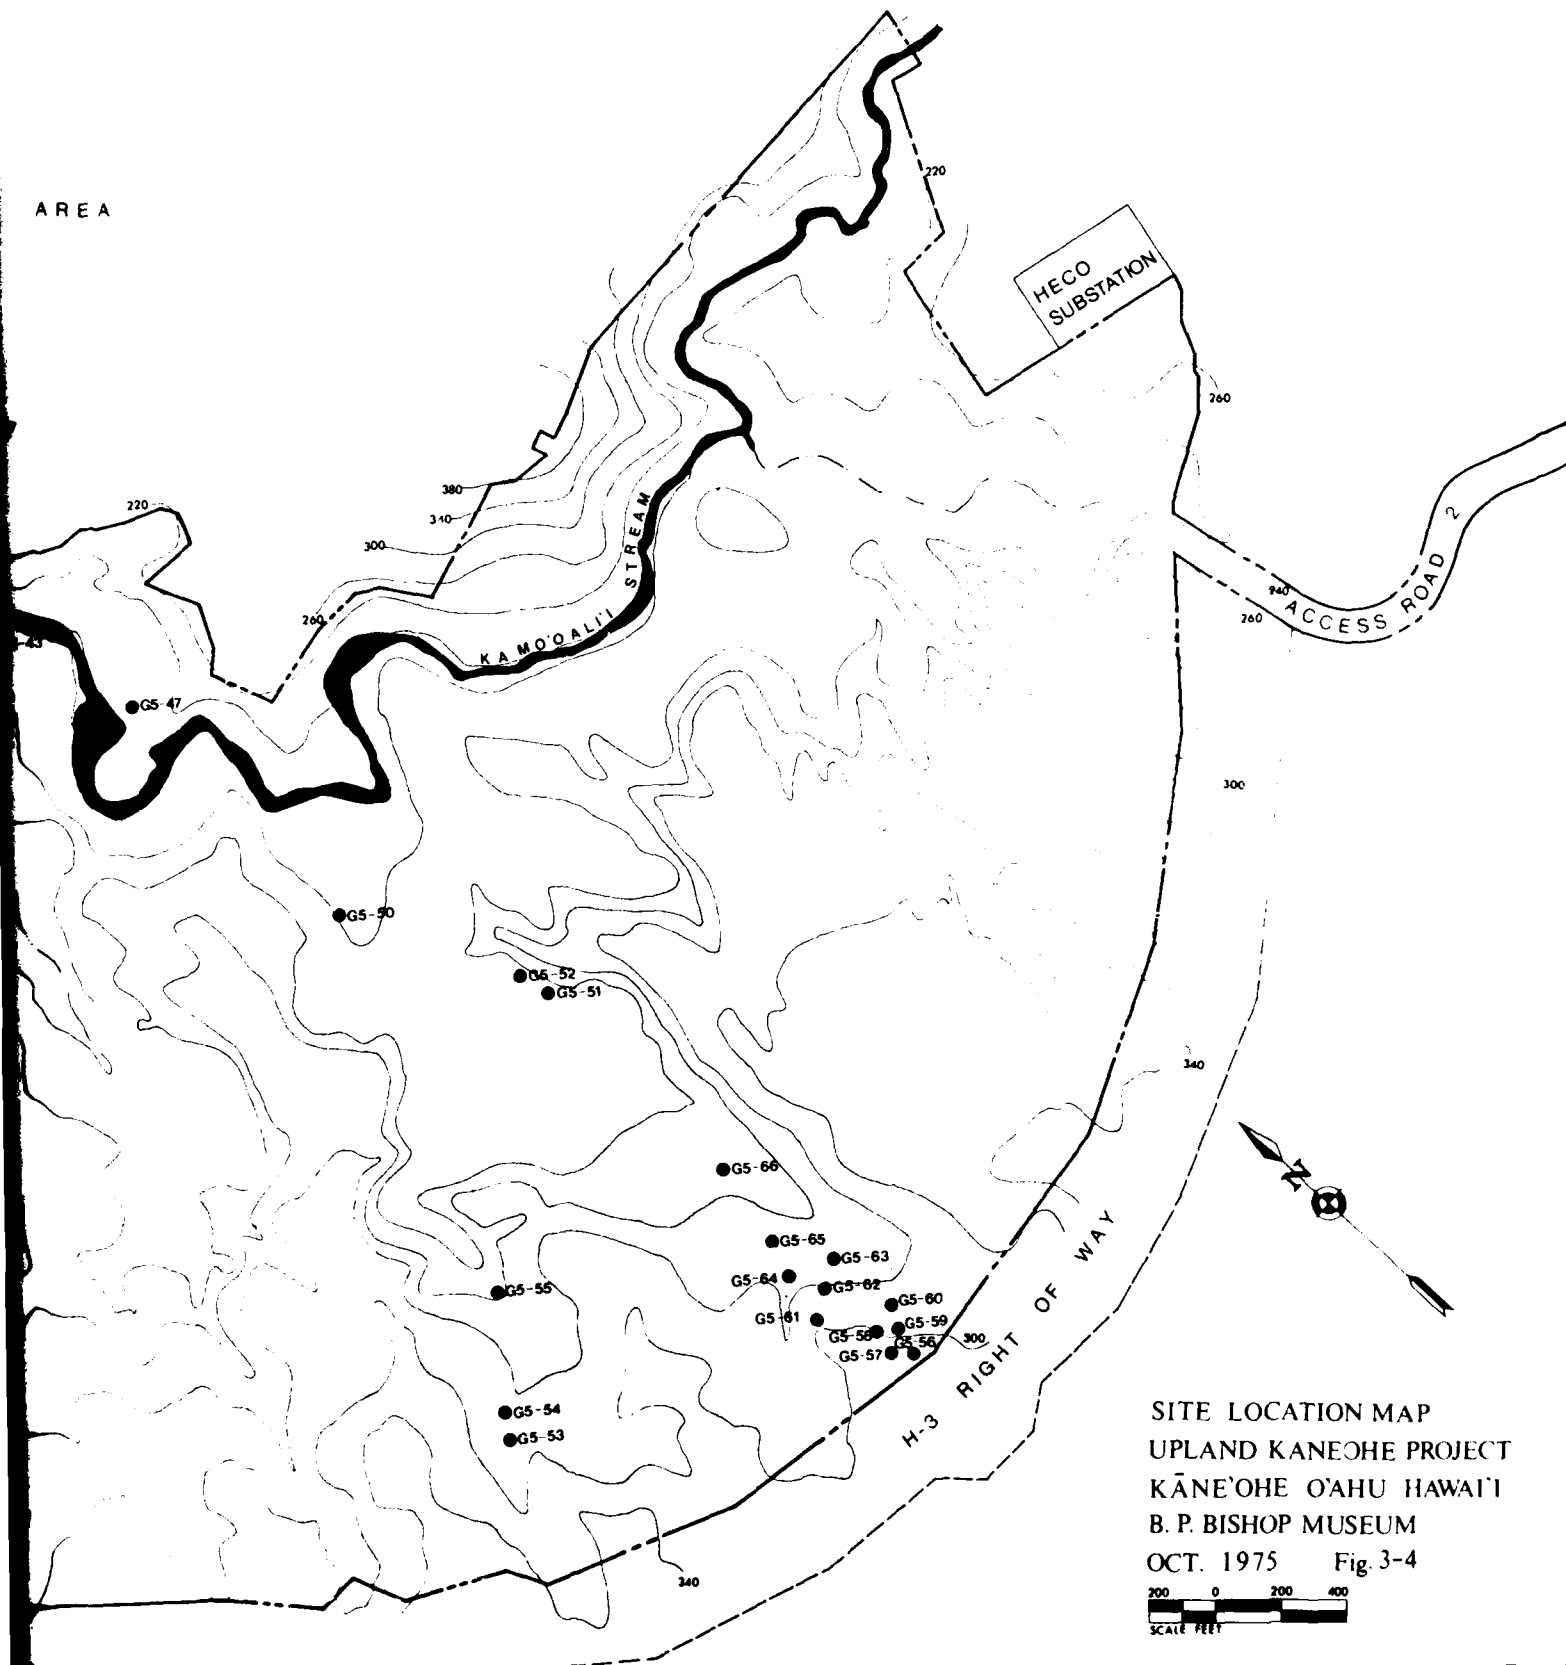 AREA
220
HECO
SUBSTATION
260
380
340
220
300
STREAM
ACCESS ROAD 2
240
260
260
KAMO'OALI'I
G5-47
300
G5-50
G5-52
G5-51
340
G5-66
N
G5-65
G5-63
G5-64
G5-62
G5-55
G5-60
G5-61
G5-59
G5-58
300
G5-56
G5-57
H-3 RIGHT OF WAY
G5-54
G5-53
340
SITE LOCATION MAP
UPLAND KANEOHE PROJECT
KĀNE'OHE O'AHU HAWAI'I
B. P. BISHOP MUSEUM
OCT. 1975 Fig. 3-4
200 0 200 400
SCALE FEET